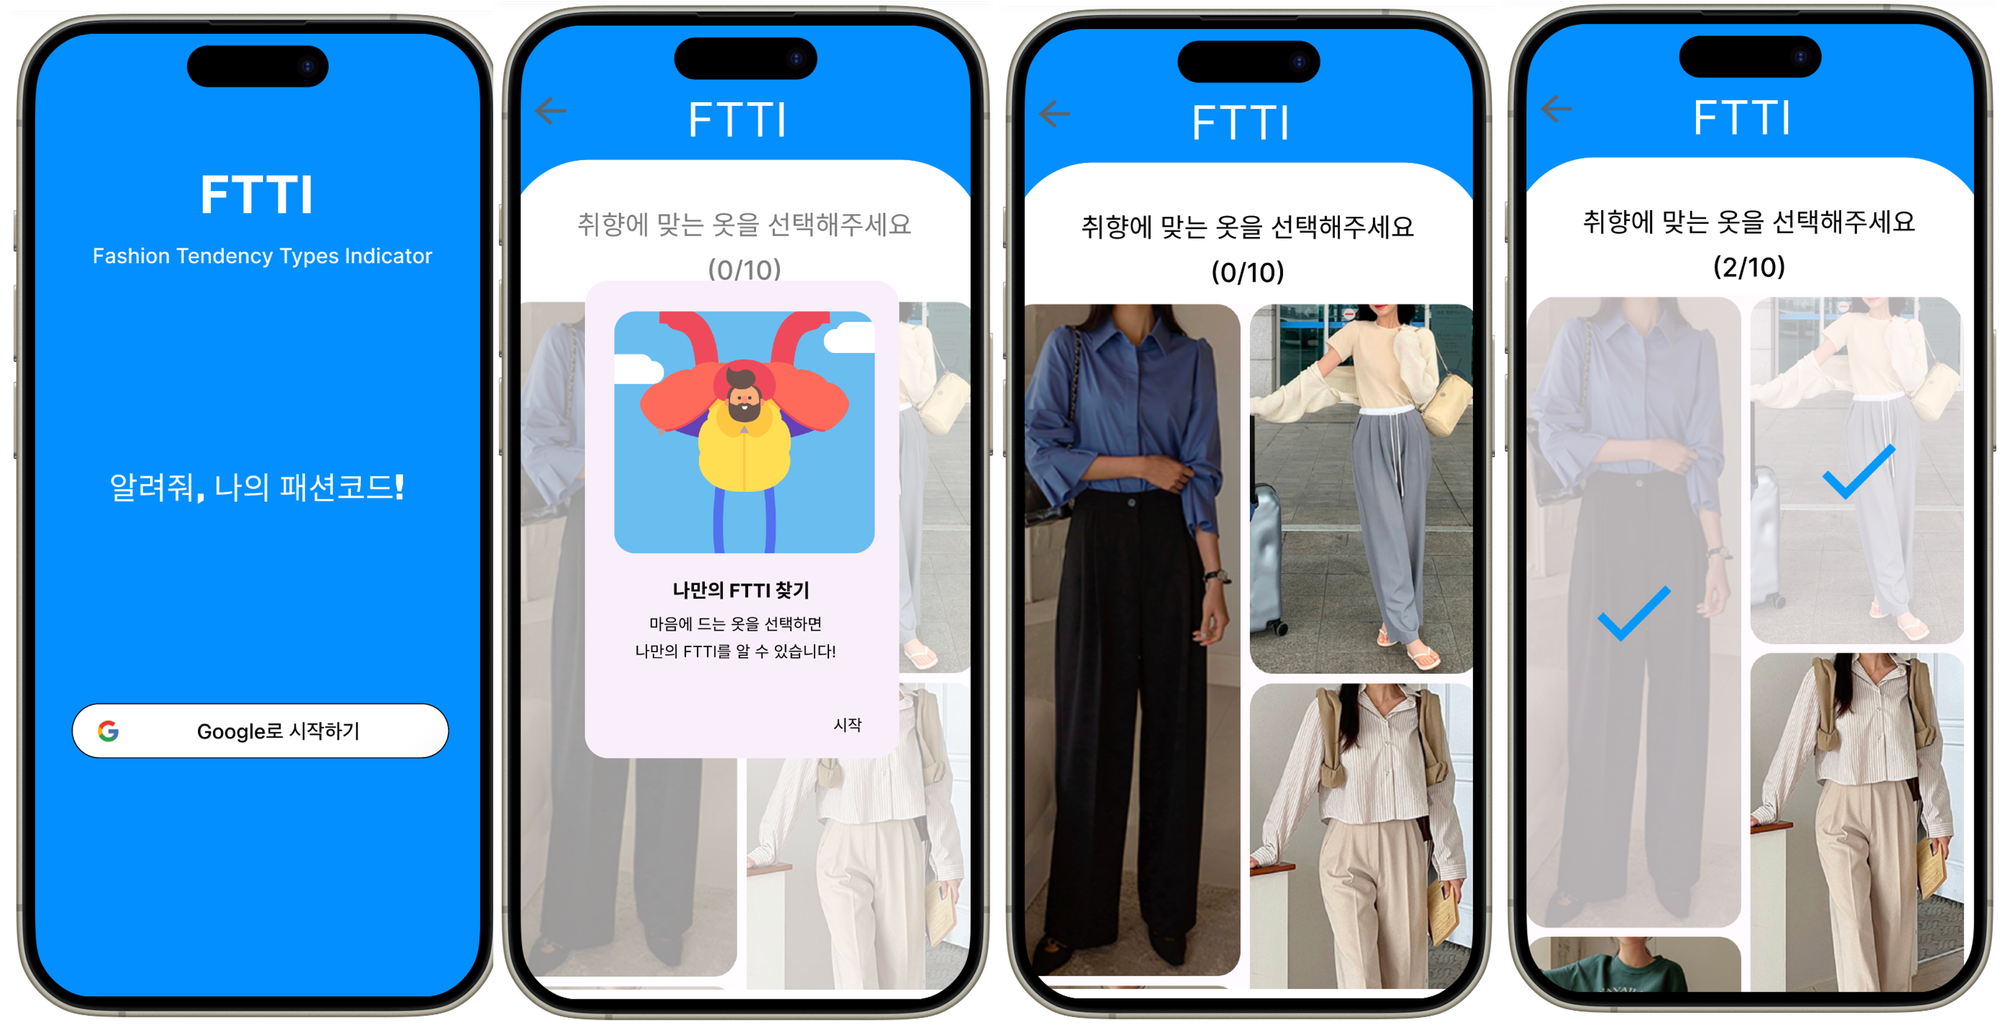 FTTI
Fashion Tendency Types Indicator
알려줘, 나의 패션코드!
Google로 시작하기
FTTI
취향에 맞는 옷을 선택해주세요
(0/10)
나만의 FTTI 찾기
마음에 드는 옷을 선택하면
나만의 FTTI를 알 수 있습니다!
시작
FTTI
취향에 맞는 옷을 선택해주세요
(0/10)
FTTI
취향에 맞는 옷을 선택해주세요
(2/10)